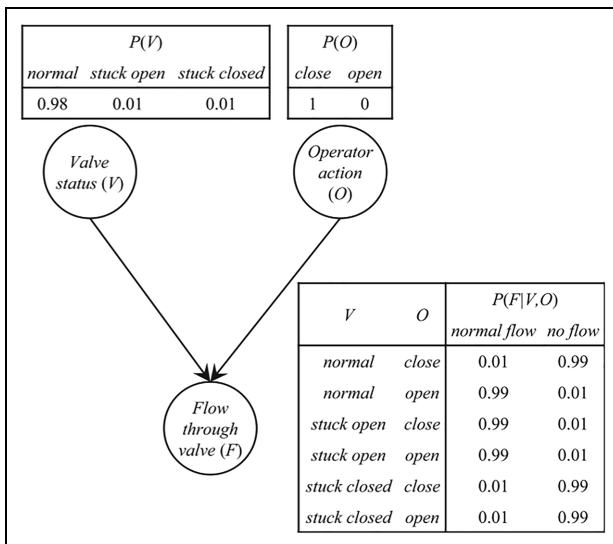 P(V)
normal stuck open stuck closed
0.98 0.01 0.01
P(O)
close open
1 0
Valve
status (V)
Operator
action
(O)
Flow
through
valve (F)
V O P(F|V,O)
normal flow no flow
normal close 0.01 0.99
normal open 0.99 0.01
stuck open close 0.99 0.01
stuck open open 0.99 0.01
stuck closed close 0.01 0.99
stuck closed open 0.01 0.99